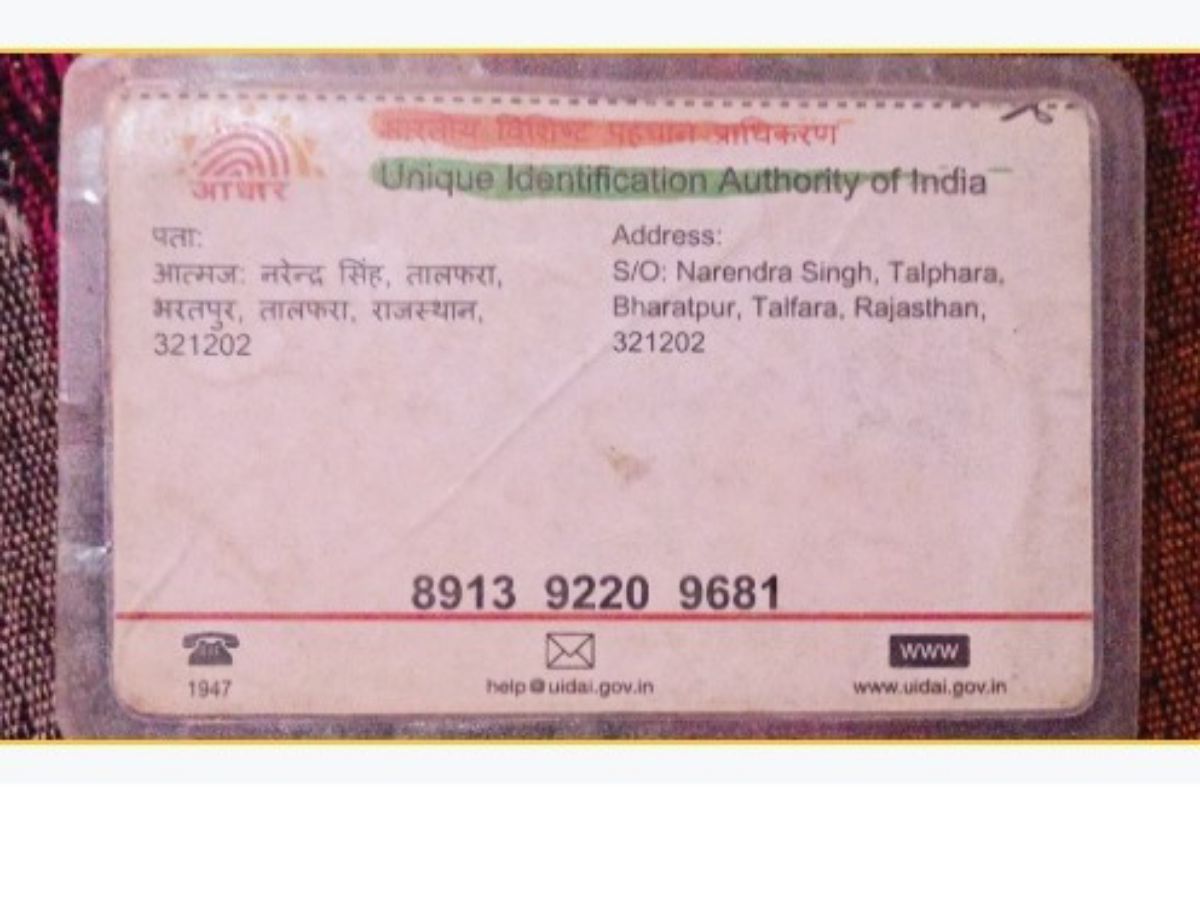 भारतीय विशिष्ट पहचान प्राधिकरण
आधार
Unique Identification Authority of India
पता:
आत्मज: नरेन्द्र सिंह, तालफरा,
भरतपुर, तालफरा, राजस्थान,
321202
Address:
S/O: Narendra Singh, Talphara,
Bharatpur, Talfara, Rajasthan,
321202
8913 9220 9681
1947
help@uidai.gov.in
WWW
www.uidai.gov.in